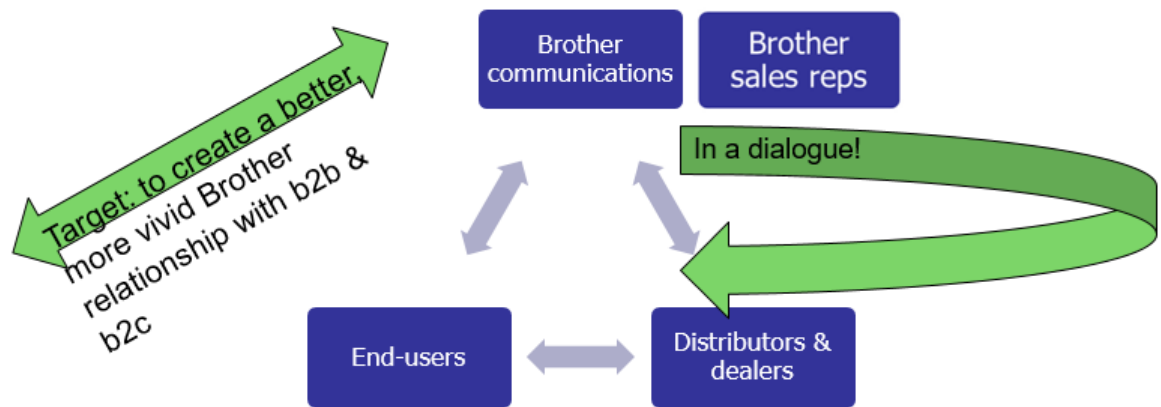 Brother
communications
Brother
sales reps
Target: to create a better,
more vivid Brother
relationship with b2b &
b2c
In a dialogue!
End-users
Distributors &
dealers